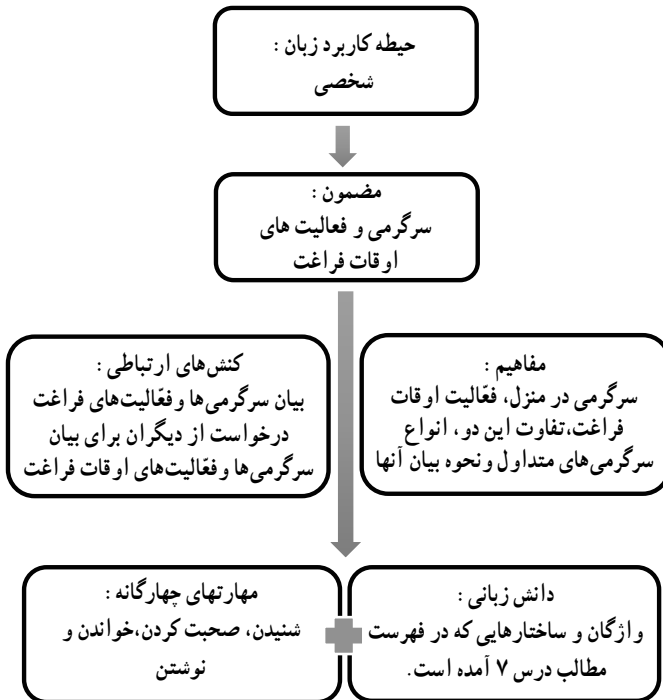 حیطه کاربرد زبان :
شخصی
مضمون :
سرگرمی و فعالیت های
اوقات فراغت
مفاهیم :
سرگرمی در منزل، فعّالیت اوقات
فراغت،تفاوت این دو، انواع
سرگرمی‌های متداول ونحوه بیان آنها
کنش‌های ارتباطی :
بیان سرگرمی‌ها وفعّالیت‌های فراغت
درخواست از دیگران برای بیان
سرگرمی‌ها وفعّالیت‌های اوقات فراغت
دانش زبانی :
واژگان و ساختارهایی که در فهرست
مطالب درس ۷ آمده است.
مهارتهای چهارگانه :
شنیدن، صحبت کردن،خواندن و
نوشتن